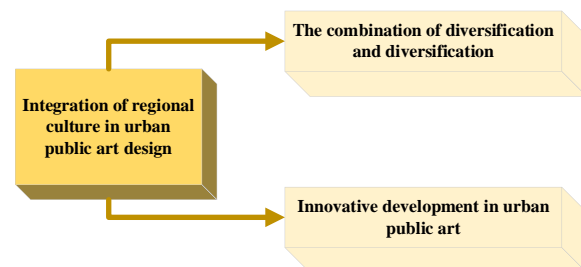 The combination of diversification
and diversification
Integration of regional
culture in urban
public art design
Innovative development in urban
public art